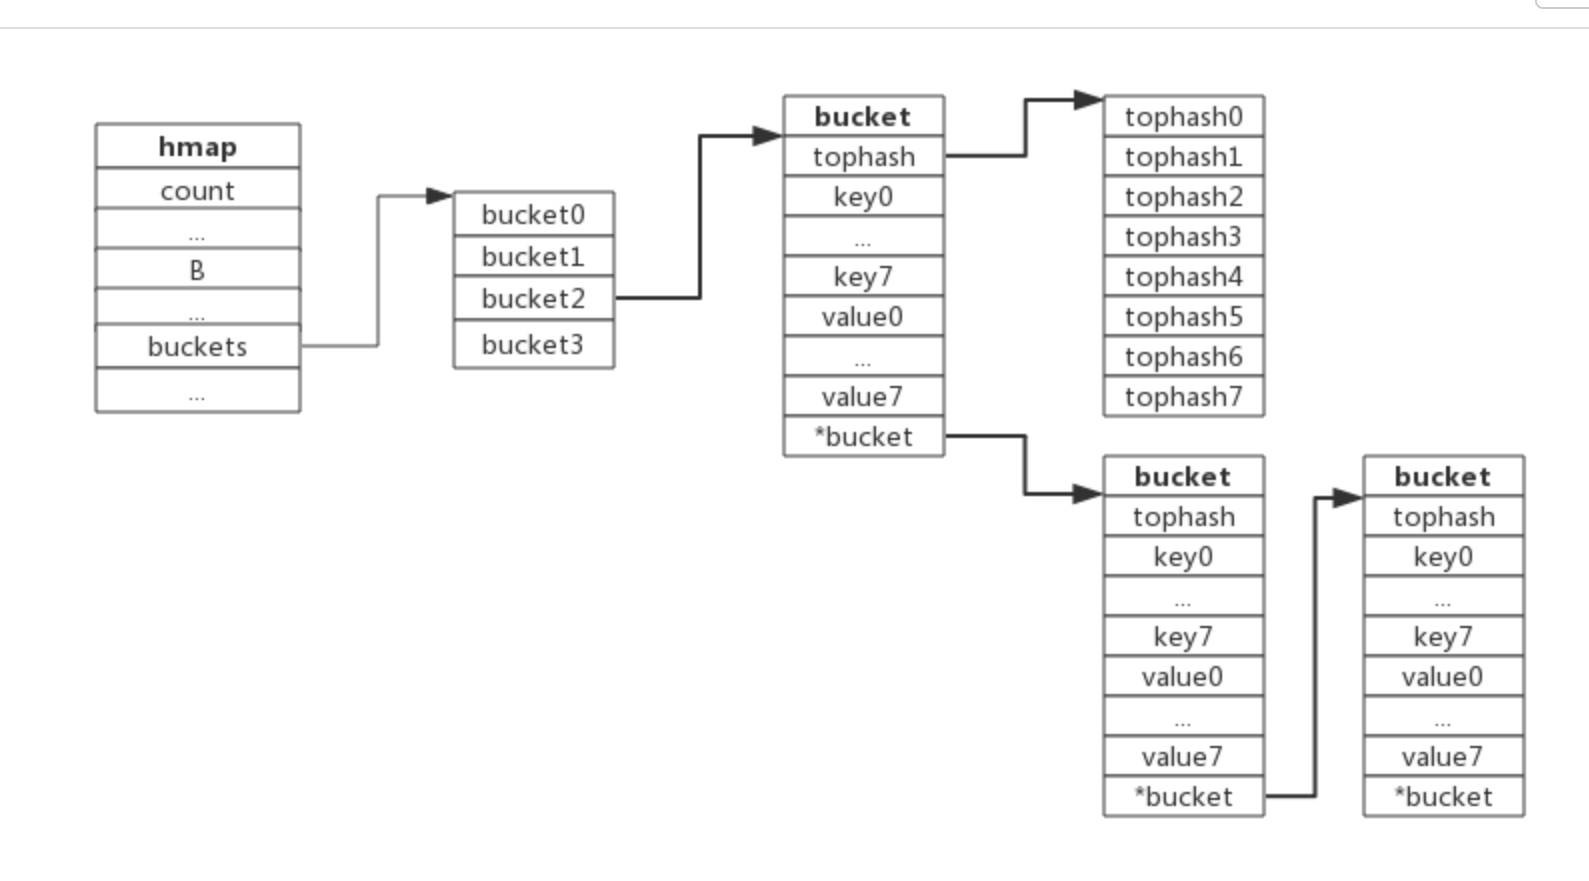 hmap
count
...
B
...
buckets
...
bucket0
bucket1
bucket2
bucket3
bucket
tophash
key0
...
key7
value0
...
value7
*bucket
tophash0
tophash1
tophash2
tophash3
tophash4
tophash5
tophash6
tophash7
bucket
tophash
key0
...
key7
value0
...
value7
*bucket
bucket
tophash
key0
...
key7
value0
...
value7
*bucket